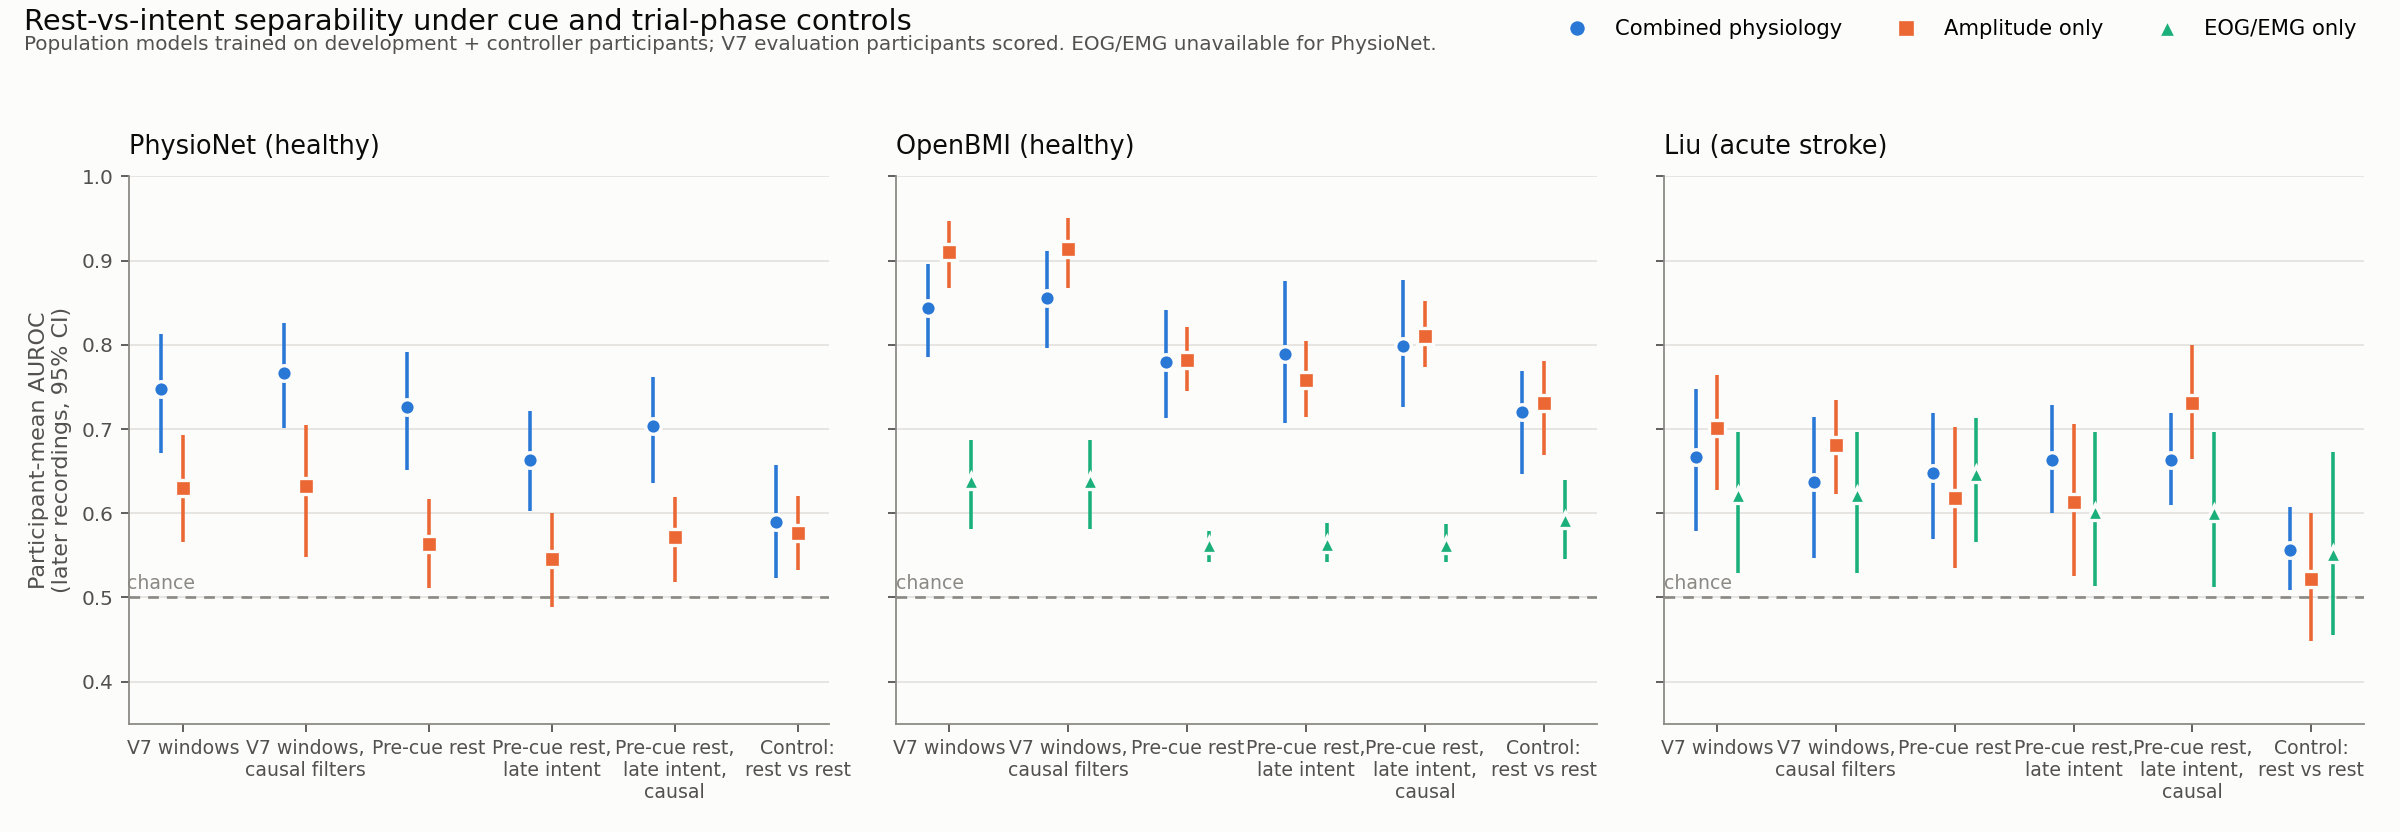 Rest-vs-intent separability under cue and trial-phase controls
Population models trained on development + controller participants; V7 evaluation participants scored. EOG/EMG unavailable for PhysioNet.
Combined physiology
Amplitude only
EOG/EMG only
Participant-mean AUROC
(later recordings, 95% CI)
PhysioNet (healthy)
1.0
0.9
0.8
0.7
0.6
0.5
0.4
chance
V7 windows
V7 windows,
causal filters
Pre-cue rest
Pre-cue rest,
late intent
Pre-cue rest,
late intent,
causal
Control:
rest vs rest
OpenBMI (healthy)
chance
V7 windows
V7 windows,
causal filters
Pre-cue rest
Pre-cue rest,
late intent
Pre-cue rest,
late intent,
causal
Control:
rest vs rest
Liu (acute stroke)
chance
V7 windows
V7 windows,
causal filters
Pre-cue rest
Pre-cue rest,
late intent
Pre-cue rest,
late intent,
causal
Control:
rest vs rest